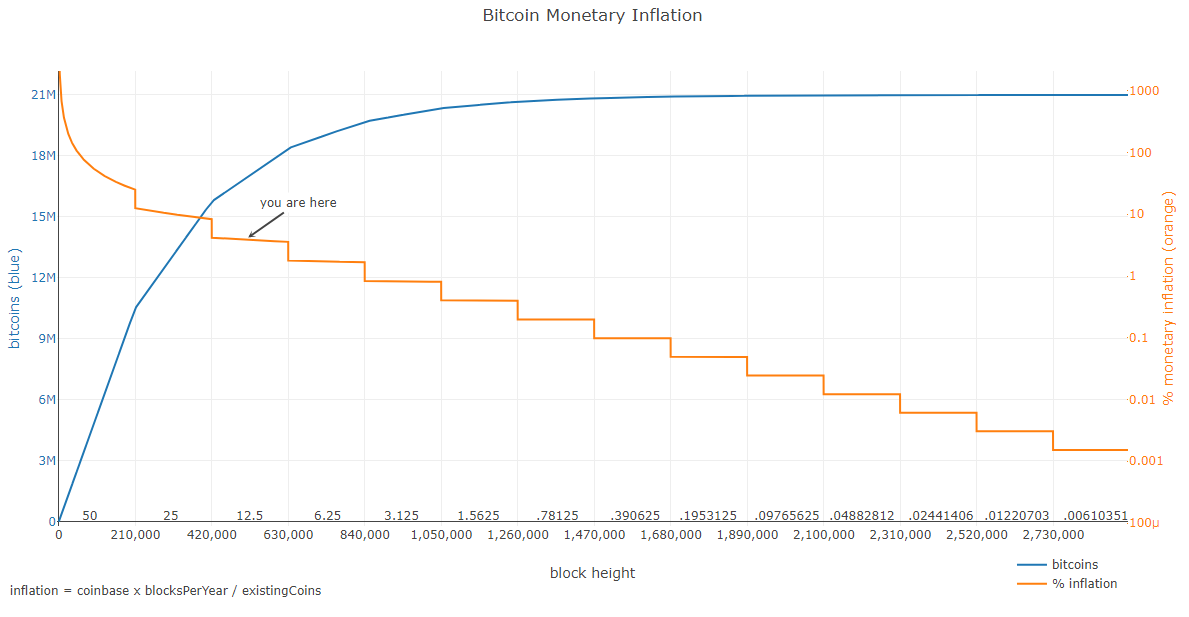 Bitcoin Monetary Inflation
21M
18M
15M
12M
9M
6M
3M
0
bitcoins (blue)
1000
100
10
1
0.1
0.01
0.001
100μ
% monetary inflation (orange)
you are here
50 25 12.5 6.25 3.125 1.5625 .78125 .390625 .1953125 .09765625 .04882812 .02441406 .01220703 .00610351
0 210,000 420,000 630,000 840,000 1,050,000 1,260,000 1,470,000 1,680,000 1,890,000 2,100,000 2,310,000 2,520,000 2,730,000
block height
bitcoins
% inflation
inflation = coinbase x blocksPerYear / existingCoins